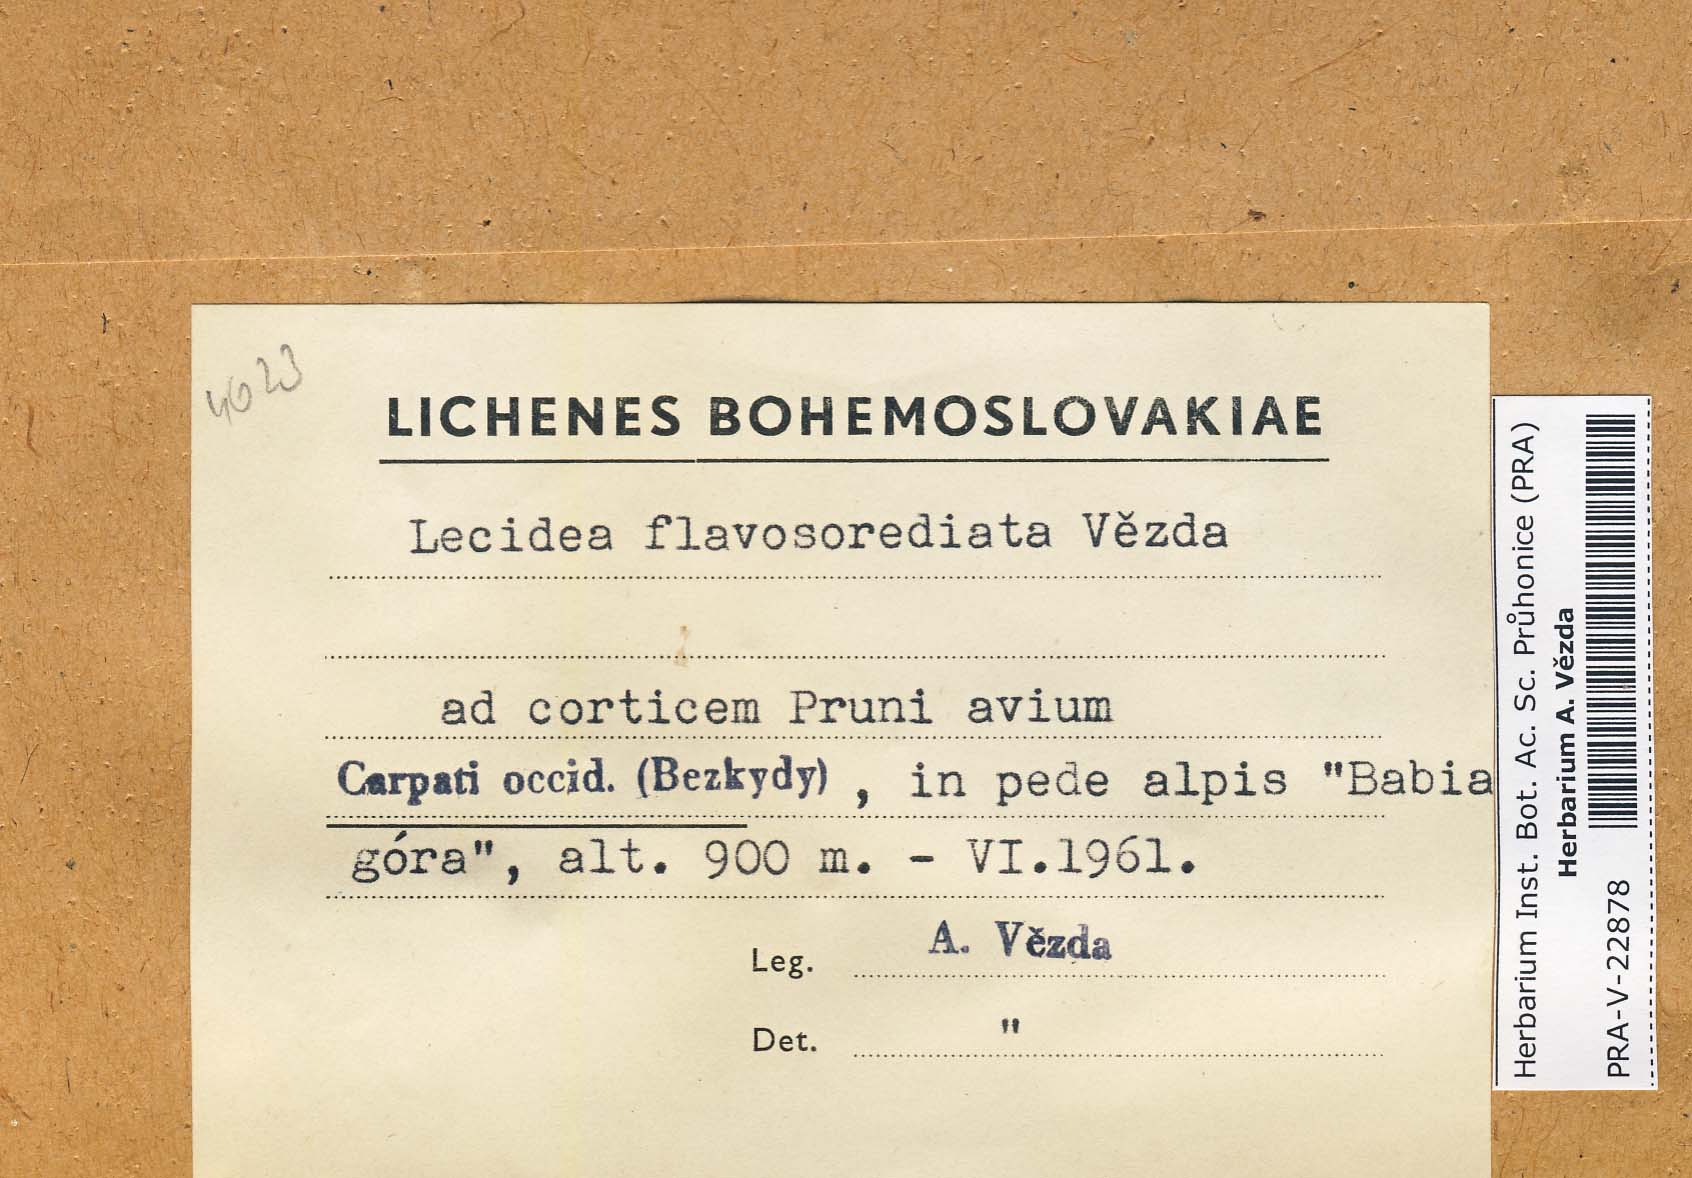 4023
LICHENES BOHEMOSLOVAKIAE
Lecidea flavosorediata Vězda
ad corticem Pruni avium
Carpati occid. (Bezkydy), in pede alpis "Babia
góra", alt. 900 m. - VI.1961.
Leg. A. Vězda
Det. "
Herbarium Inst. Bot. Ac. Sc. Průhonice (PRA)
Herbarium A. Vězda
PRA-V-22878